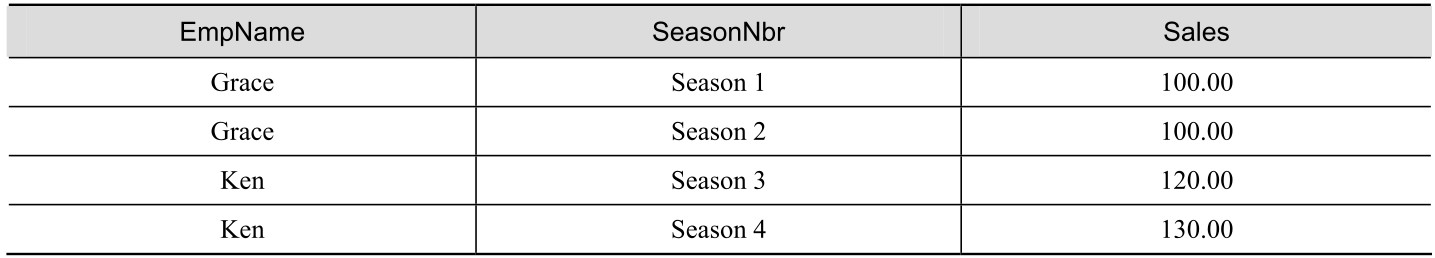 EmpName SeasonNbr Sales
Grace Season 1 100.00
Grace Season 2 100.00
Ken Season 3 120.00
Ken Season 4 130.00